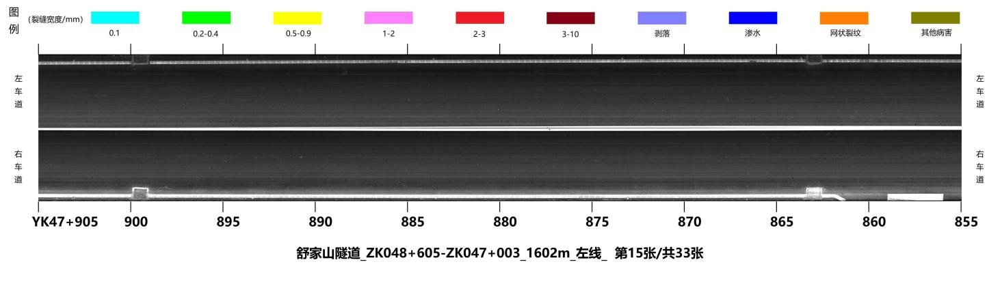 图例
(裂缝宽度/mm)
0.1 0.2-0.4 0.5-0.9 1-2 2-3 3-10 剥落 渗水 网状裂纹 其他病害
左车道 左车道
右车道 右车道
YK47+905 900 895 890 885 880 875 870 865 860 855
舒家山隧道_ZK048+605-ZK047+003_1602m_左线_ 第15张/共33张